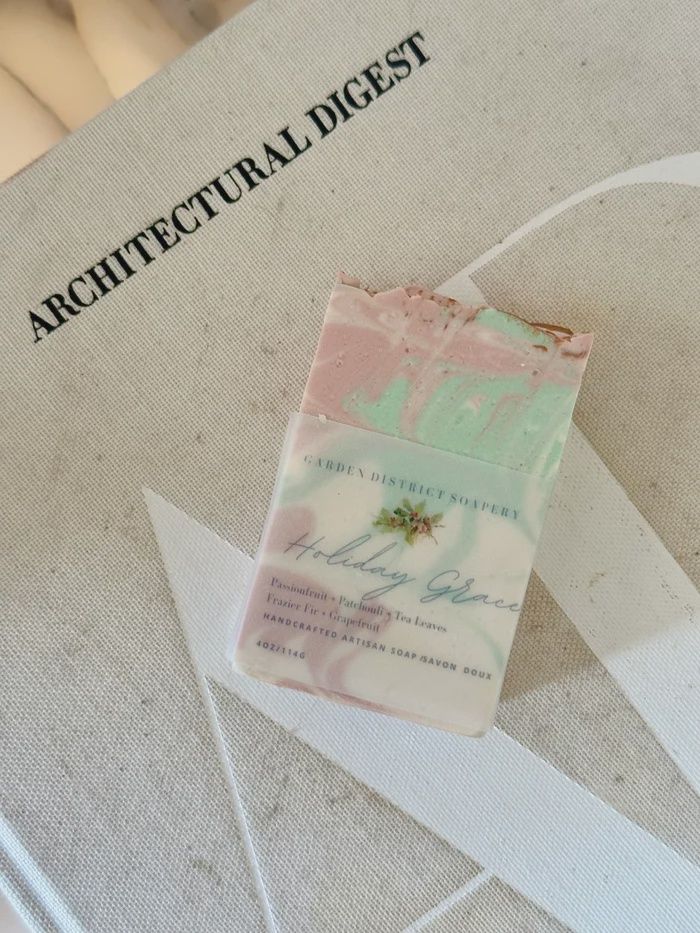 ARCHITECTURAL DIGEST
GARDEN DISTRICT SOAPERY
Holiday Grace
Passionfruit + Patchouli + Tea Leaves
Frazier Fir + Grapefruit
HANDCRAFTED ARTISAN SOAP/SAVON DOUX
4OZ/114G